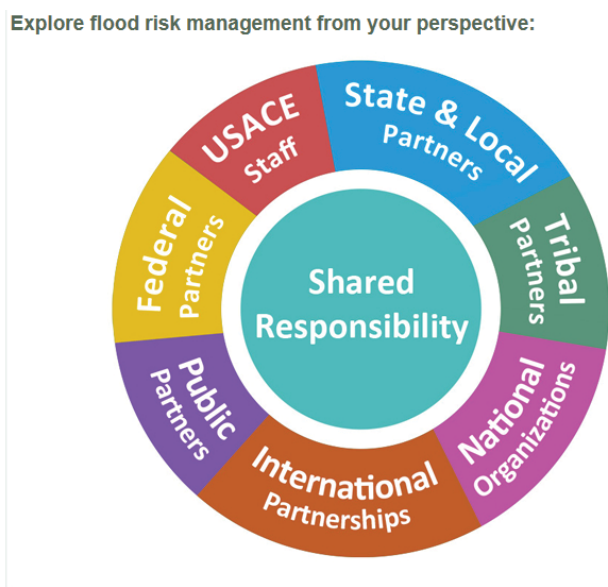 Explore flood risk management from your perspective:
State & Local
Partners
Tribal
Partners
National
Organizations
International
Partnerships
Public
Partners
Federal
Partners
USACE
Staff
Shared
Responsibility